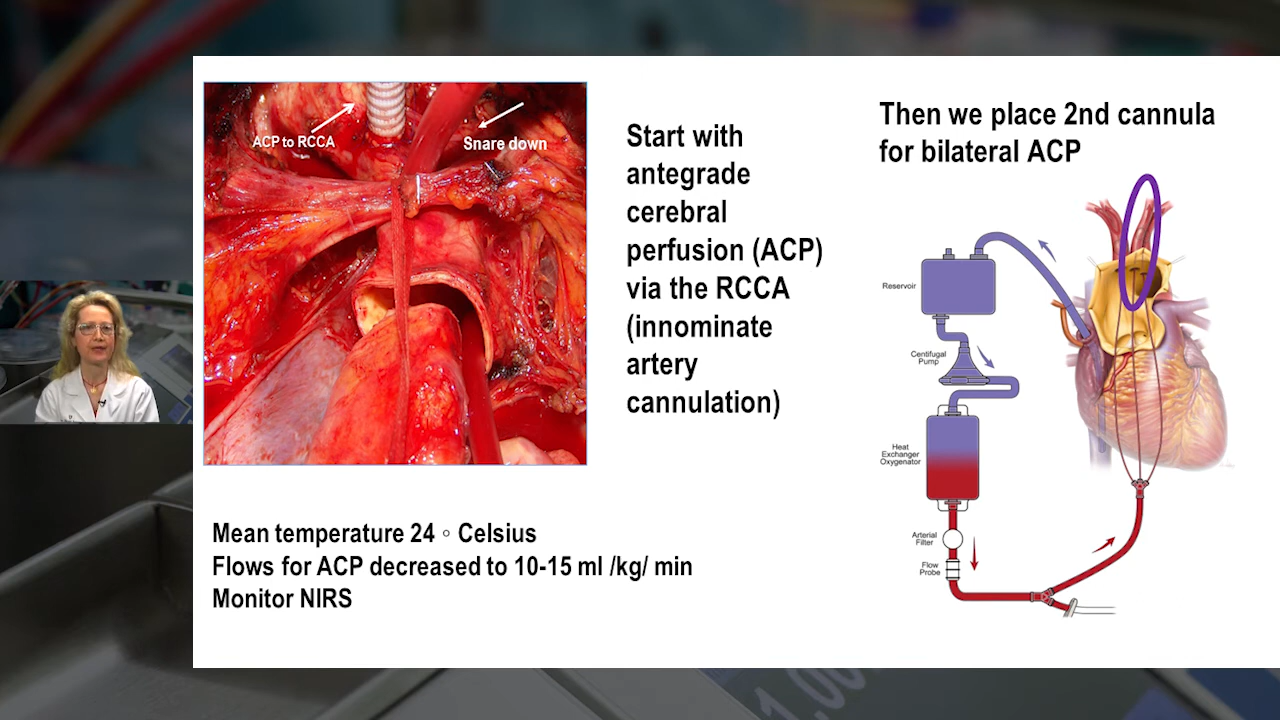 ACP to RCCA
Snare down
Start with
antegrade
cerebral
perfusion (ACP)
via the RCCA
(innominate
artery
cannulation)
Then we place 2nd cannula
for bilateral ACP
Reservoir
Centifugal
Pump
Heat
Exchanger
Oxygenator
Arterial
Filter
Flow
Probe
Mean temperature 24 ◦ Celsius
Flows for ACP decreased to 10-15 ml /kg/ min
Monitor NIRS